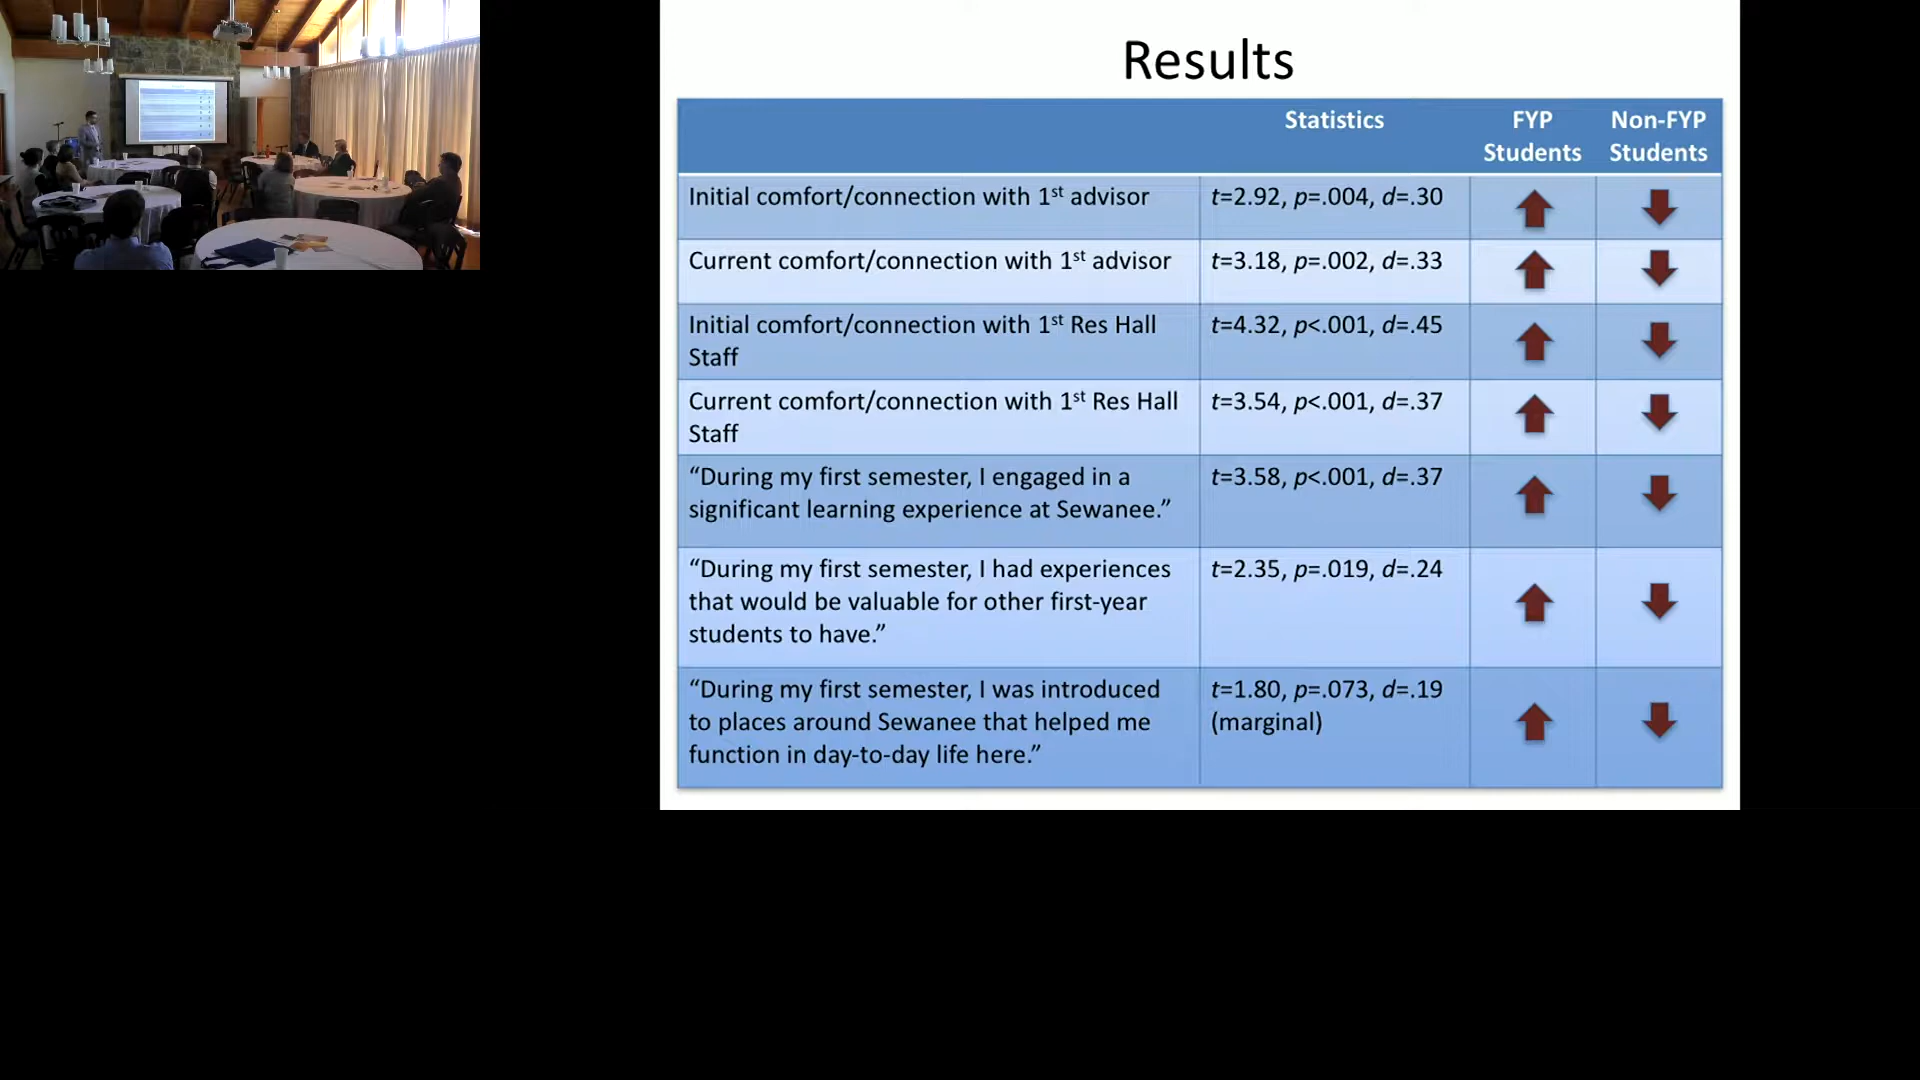 Results
Statistics
FYP
Students
Non-FYP
Students
Initial comfort/connection with 1st advisor
t=2.92, p=.004, d=.30
Current comfort/connection with 1st advisor
t=3.18, p=.002, d=.33
Initial comfort/connection with 1st Res Hall
Staff
t=4.32, p<.001, d=.45
Current comfort/connection with 1st Res Hall
Staff
t=3.54, p<.001, d=.37
“During my first semester, I engaged in a
significant learning experience at Sewanee.”
t=3.58, p<.001, d=.37
“During my first semester, I had experiences
that would be valuable for other first-year
students to have.”
t=2.35, p=.019, d=.24
“During my first semester, I was introduced
to places around Sewanee that helped me
function in day-to-day life here.”
t=1.80, p=.073, d=.19
(marginal)